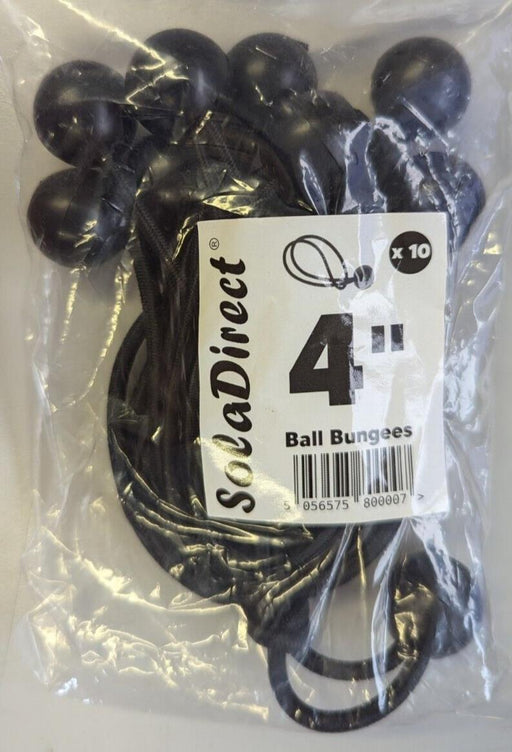 SolaDirect®
x 10
4"
Ball Bungees
5 056575 800007 >